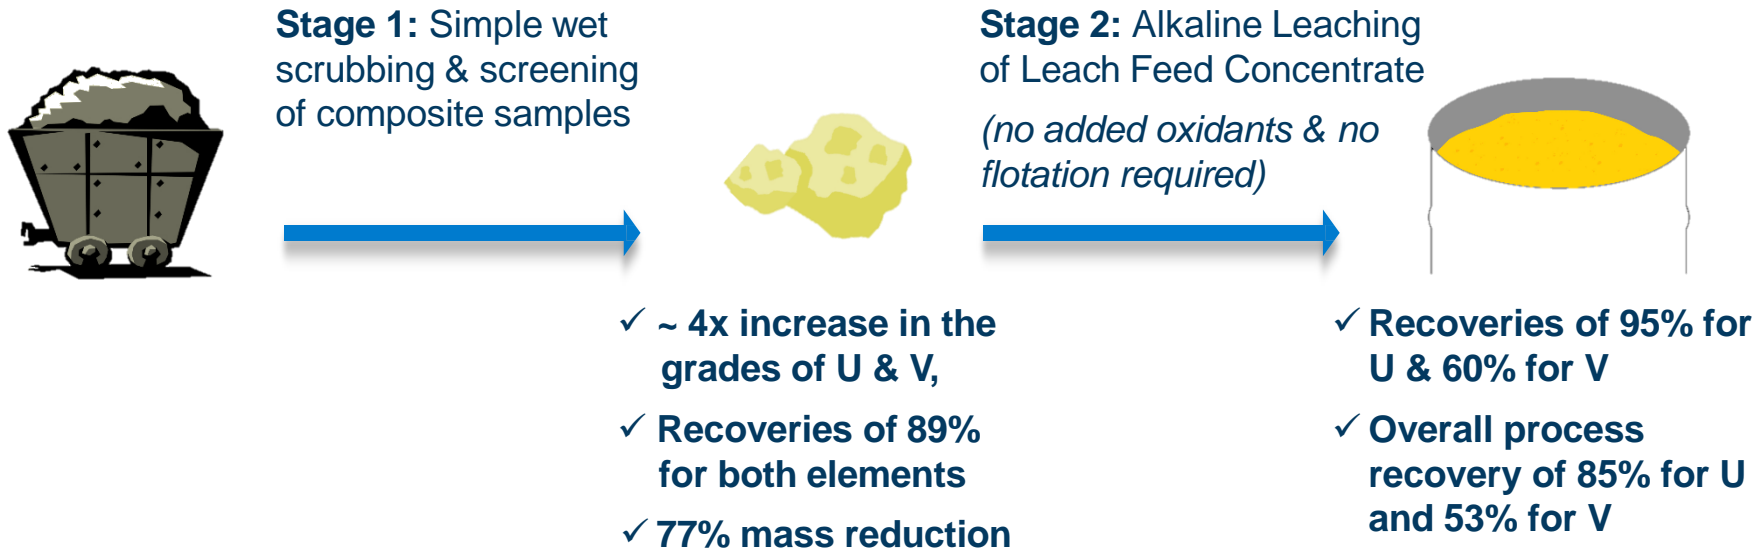 Stage 1: Simple wet
scrubbing & screening
of composite samples
Stage 2: Alkaline Leaching
of Leach Feed Concentrate
(no added oxidants & no
flotation required)
✓ ~ 4x increase in the
grades of U & V,
✓ Recoveries of 89%
for both elements
✓ 77% mass reduction
✓ Recoveries of 95% for
U & 60% for V
✓ Overall process
recovery of 85% for U
and 53% for V